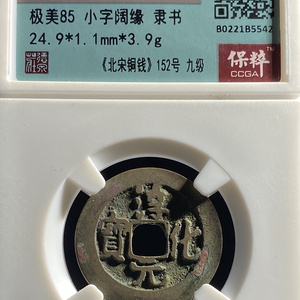 极美85 小字阔缘 隶书
24.9*1.1mm*3.9g
B0221B5542
《北宋铜钱》152号 九级
保粹
CCGA
淳化元寶